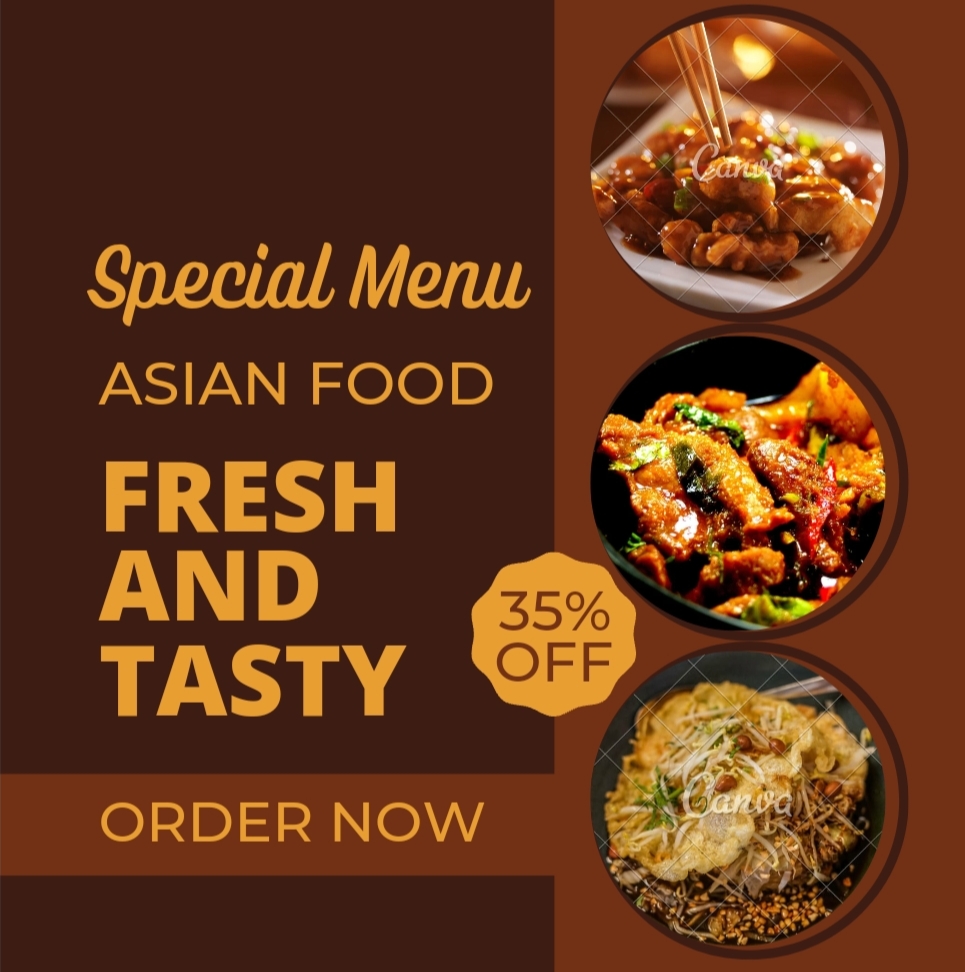 Special Menu
ASIAN FOOD
FRESH
AND
TASTY
35%
OFF
ORDER NOW
Canva
Canva